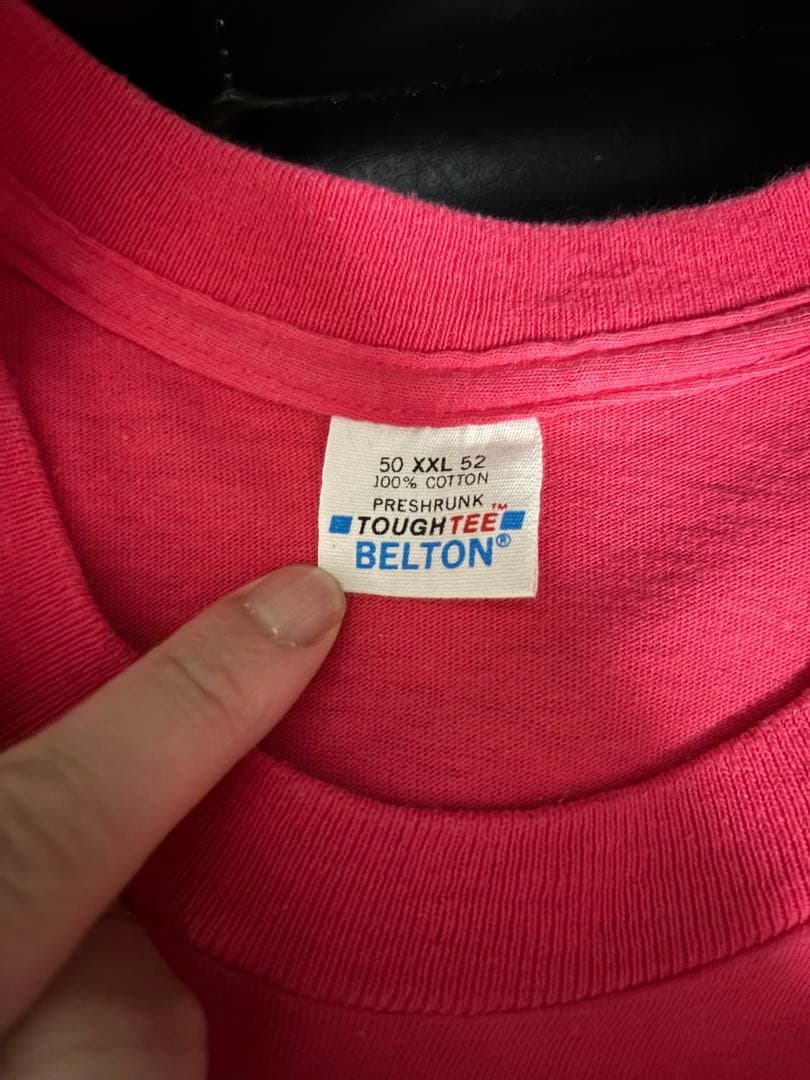 50 XXL 52
100% COTTON
PRESHRUNK
TOUGHTEE™
BELTON®